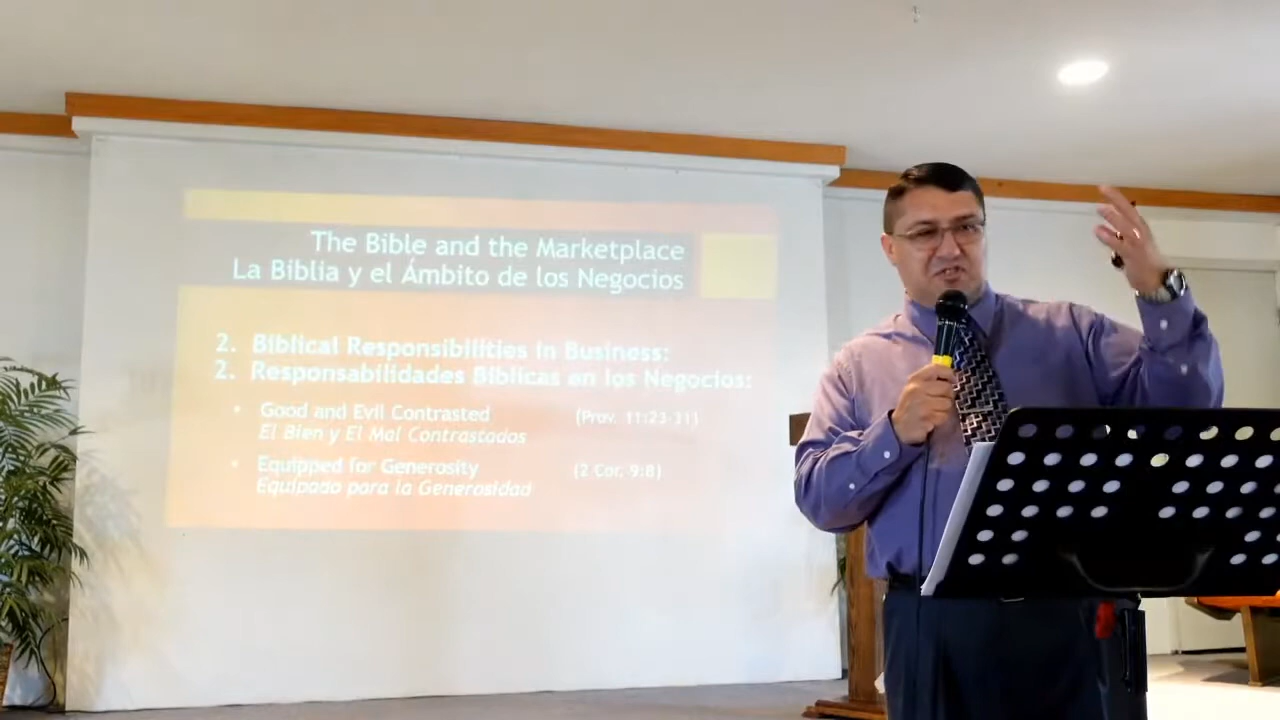 The Bible and the Marketplace
La Biblia y el Ámbito de los Negocios
2. Biblical Responsibilities in Business:
2. Responsabilidades Bíblicas en los Negocios:
• Good and Evil Contrasted (Prov. 11:23-31)
El Bien y El Mal Contrastados
• Equipped for Generosity (2 Cor. 9:8)
Equipado para la Generosidad